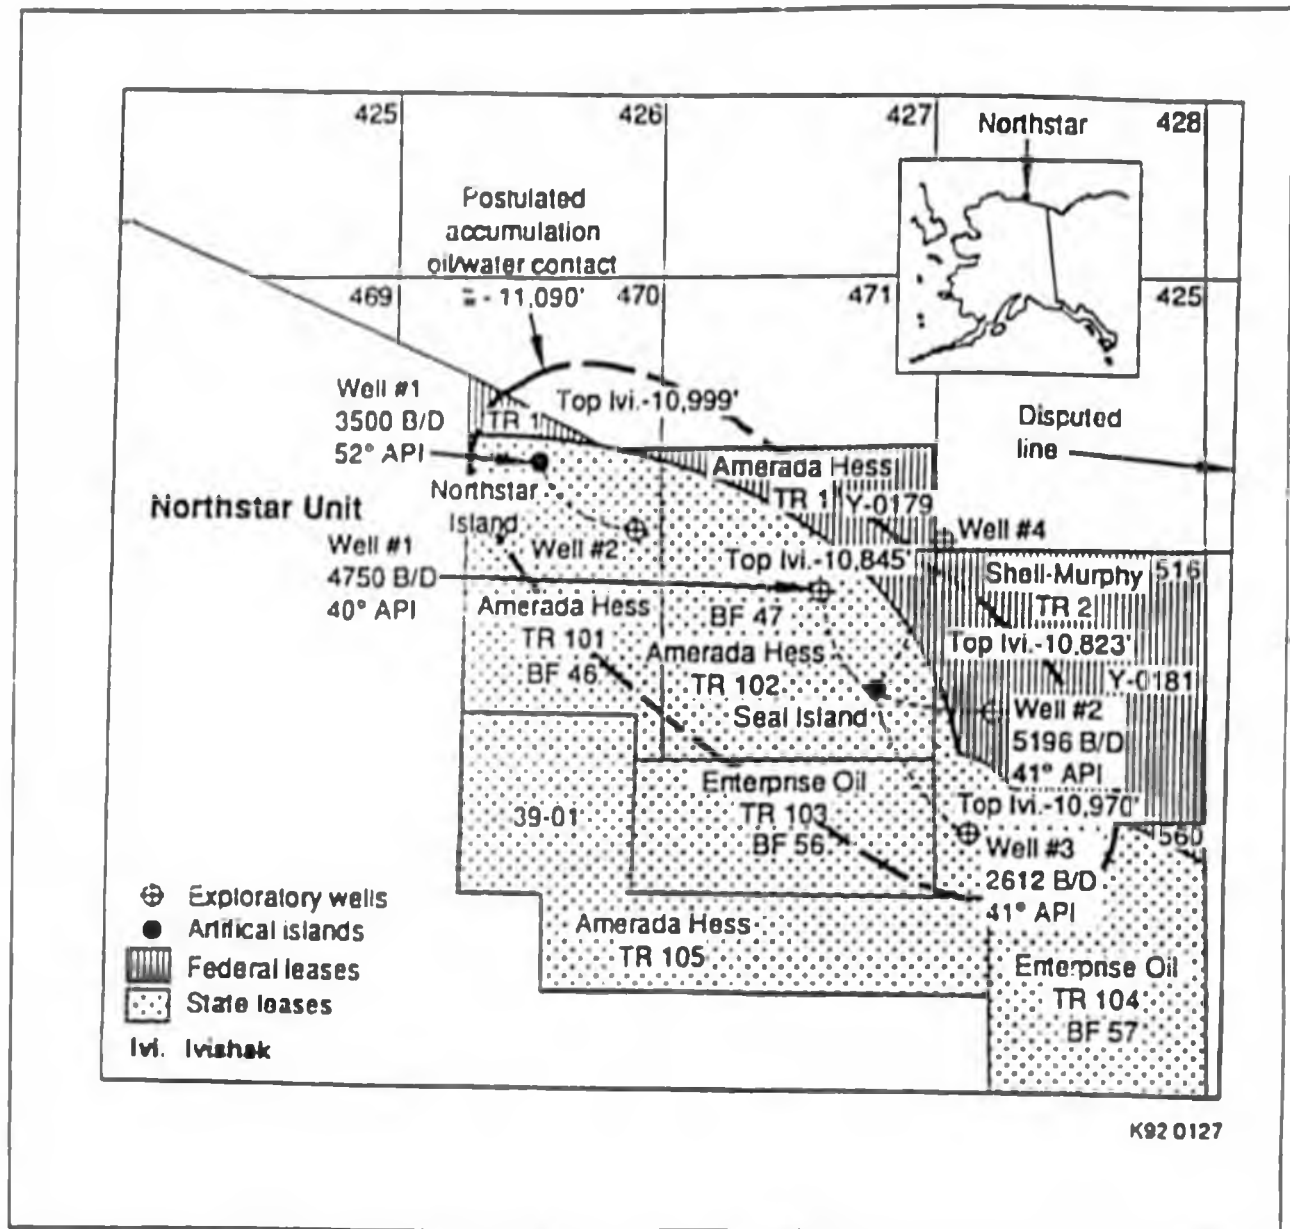 425
426
427
428
Northstar
Postulated
accumulation
oil/water contact
= - 11,090'
469
470
471
425
Well #1
3500 B/D
52° API
TR 1
Top Ivi.-10,999'
Disputed
line
Amerada Hess
TR 1
Y-0179
Northstar
Island
Northstar Unit
Well #1
4750 B/D
40° API
Well #2
Top Ivi.-10,845'
Well #4
Shell-Murphy
516
TR 2
Top Ivi.-10,823'
Y-0181
Amerada Hess
TR 101
BF 46
BF 47
Amerada Hess
TR 102
Seal Island
Well #2
5196 B/D
41° API
Top Ivi.-10,970'
560
39-01
Enterprise Oil
TR 103
BF 56
Well #3
2612 B/D
41° API
Amerada Hess
TR 105
Enterprise Oil
TR 104
BF 57
Exploratory wells
Artifical islands
Federal leases
State leases
Ivi. Ivishak
K92 0127